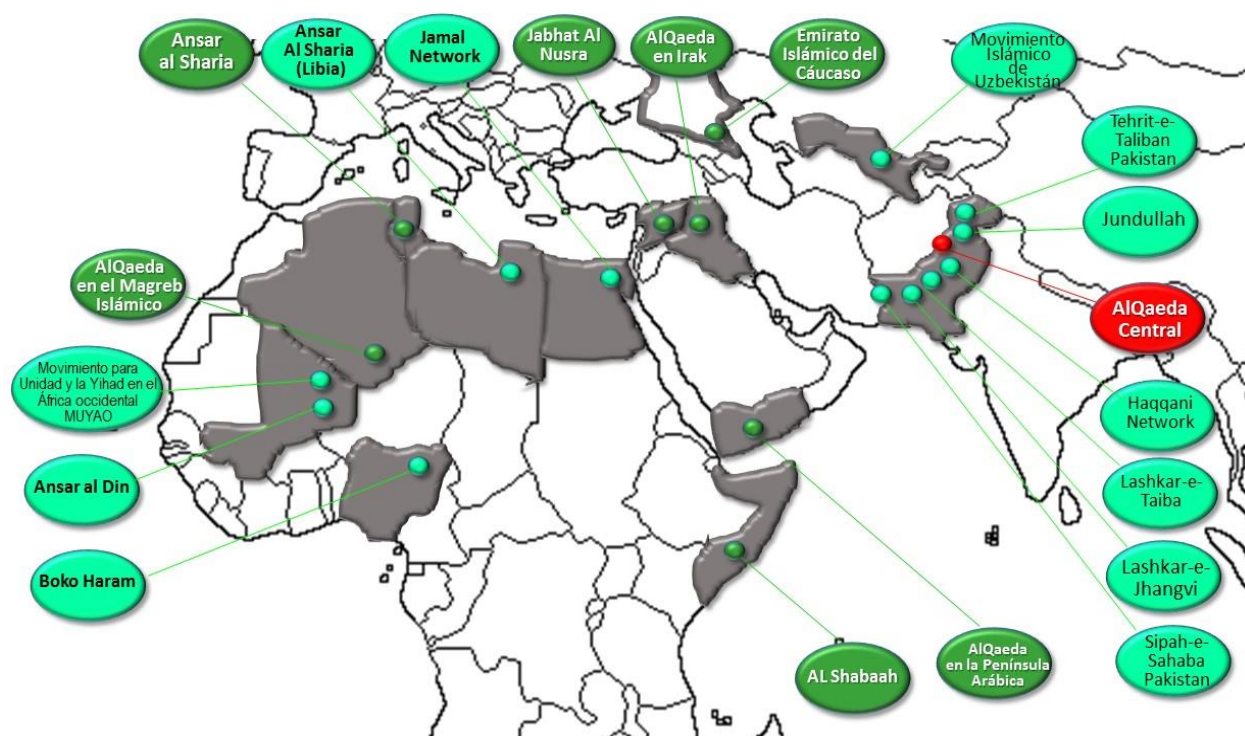 Ansar
al Sharia
Ansar
Al Sharia
(Libia)
Jamal
Network
Jabhat Al
Nusra
AlQaeda
en Irak
Emirato
Islámico del
Cáucaso
Movimiento
Islámico
de
Uzbekistán
Tehrit-e-
Taliban
Pakistan
Jundullah
AlQaeda
Central
Haqqani
Network
Lashkar-e-
Taiba
Lashkar-e-
Jhangvi
Sipah-e-
Sahaba
Pakistan
AlQaeda
en la Península
Arábica
AL Shabaah
AlQaeda
en el Magreb
Islámico
Movimiento para
Unidad y la Yihad en el
África occidental
MUYAO
Ansar al Din
Boko Haram